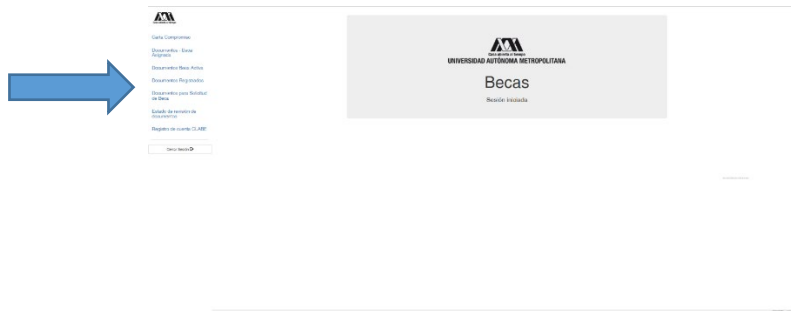 Carta Compromiso
Documentos - Beca
Asignada
Documentos Beca Activa
Documentos Registrados
Documentos para Solicitud
de Beca
Estado de revisión de
documentos
Registro de cuenta CLABE
Cerrar Sesión
Casa abierta al tiempo
UNIVERSIDAD AUTÓNOMA METROPOLITANA
Becas
Sesión iniciada